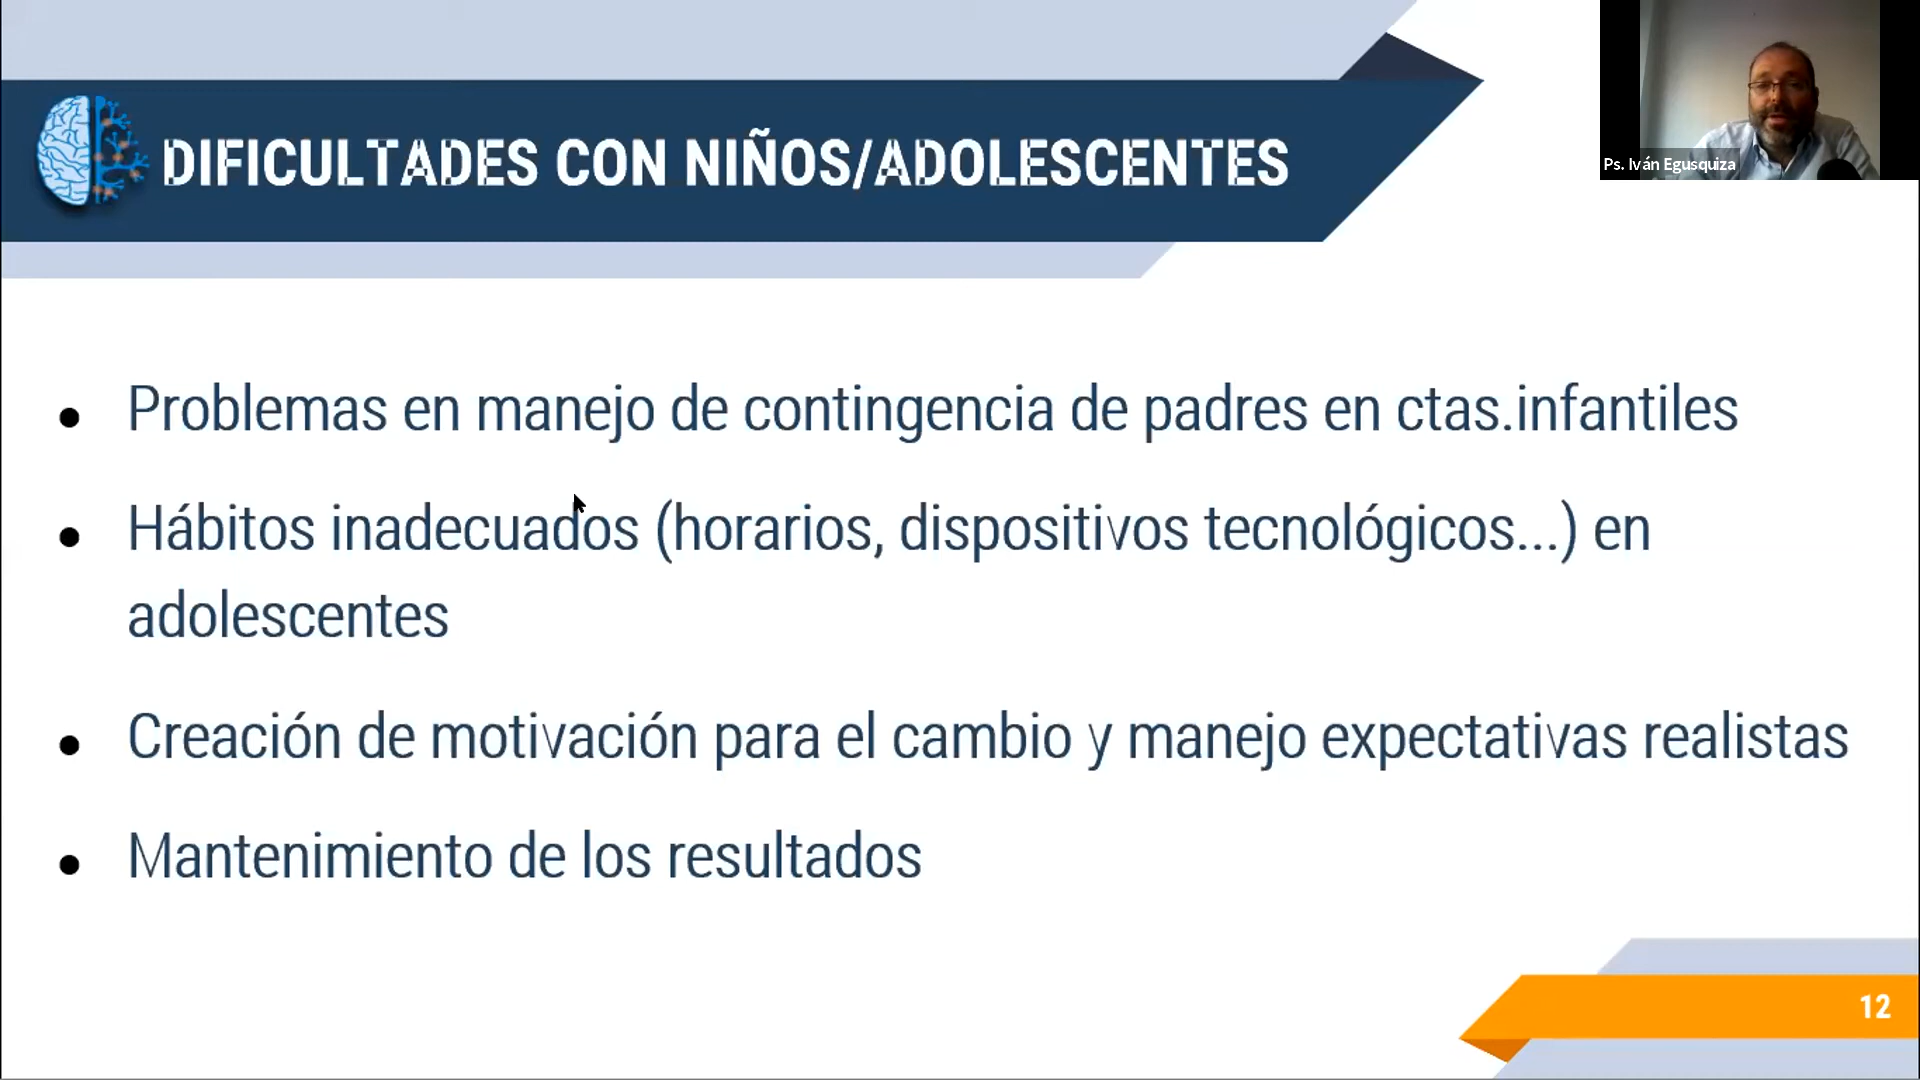 DIFICULTADES CON NIÑOS/ADOLESCENTES
Ps. Iván Egusquiza
Problemas en manejo de contingencia de padres en ctas.infantiles
Hábitos inadecuados (horarios, dispositivos tecnológicos...) en
adolescentes
Creación de motivación para el cambio y manejo expectativas realistas
Mantenimiento de los resultados
12